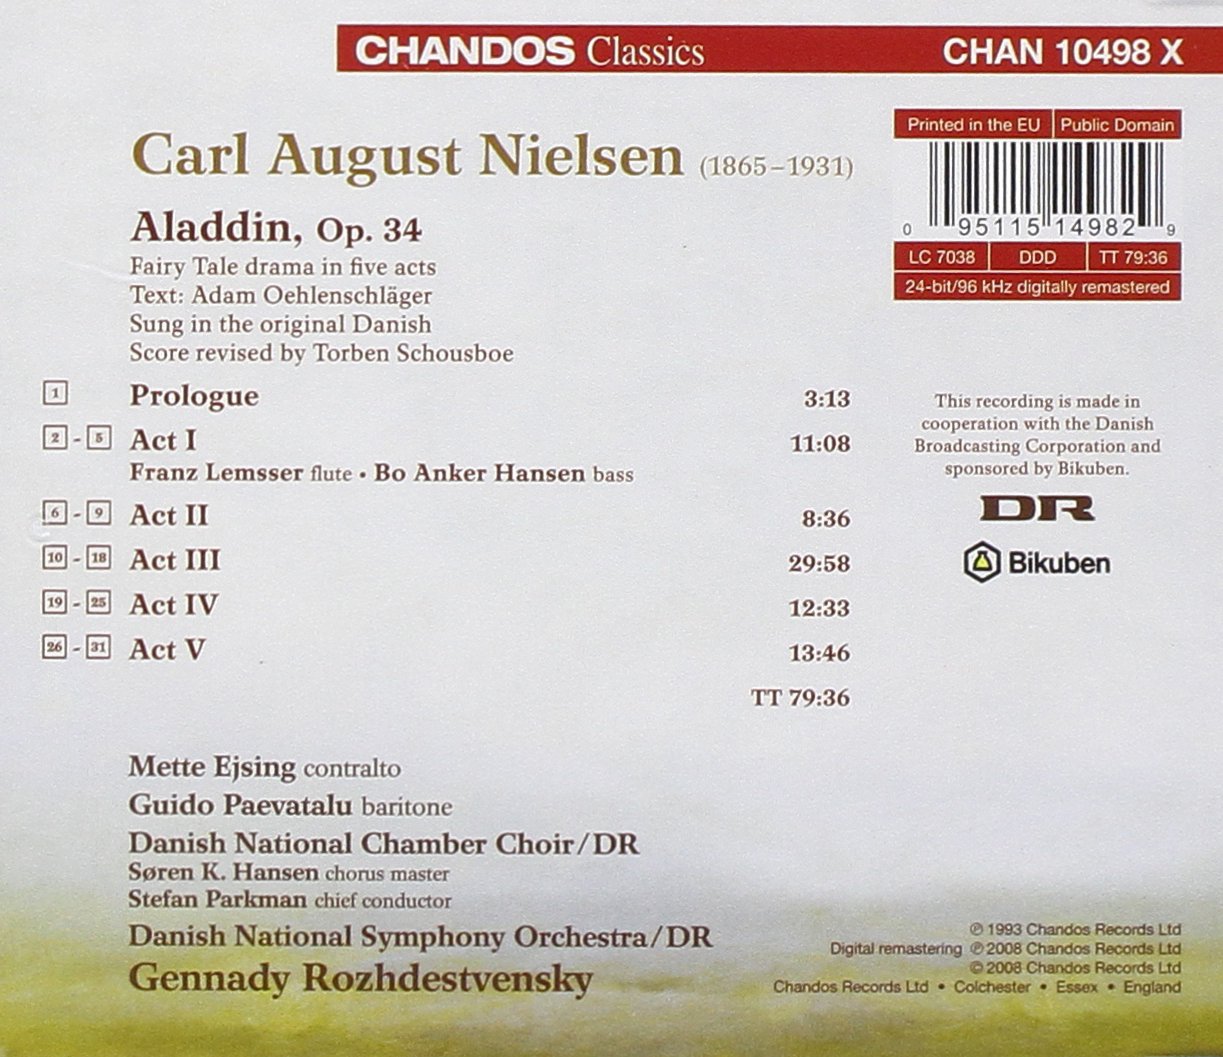 CHANDOS Classics CHAN 10498 X
Carl August Nielsen (1865–1931)
Aladdin, Op. 34
Fairy Tale drama in five acts
Text: Adam Oehlenschläger
Sung in the original Danish
Score revised by Torben Schousboe
1 Prologue 3:13
2 - 5 Act I 11:08
Franz Lemsser flute • Bo Anker Hansen bass
6 - 9 Act II 8:36
10 - 18 Act III 29:58
19 - 25 Act IV 12:33
26 - 31 Act V 13:46
TT 79:36
Mette Ejsing contralto
Guido Paevatalu baritone
Danish National Chamber Choir/DR
Søren K. Hansen chorus master
Stefan Parkman chief conductor
Danish National Symphony Orchestra/DR
Gennady Rozhdestvensky
Printed in the EU Public Domain
0 95115 14982 9
LC 7038 DDD TT 79:36
24-bit/96 kHz digitally remastered
This recording is made in
cooperation with the Danish
Broadcasting Corporation and
sponsored by Bikuben.
DR
Bikuben
℗ 1993 Chandos Records Ltd
Digital remastering ℗ 2008 Chandos Records Ltd
© 2008 Chandos Records Ltd
Chandos Records Ltd • Colchester • Essex • England